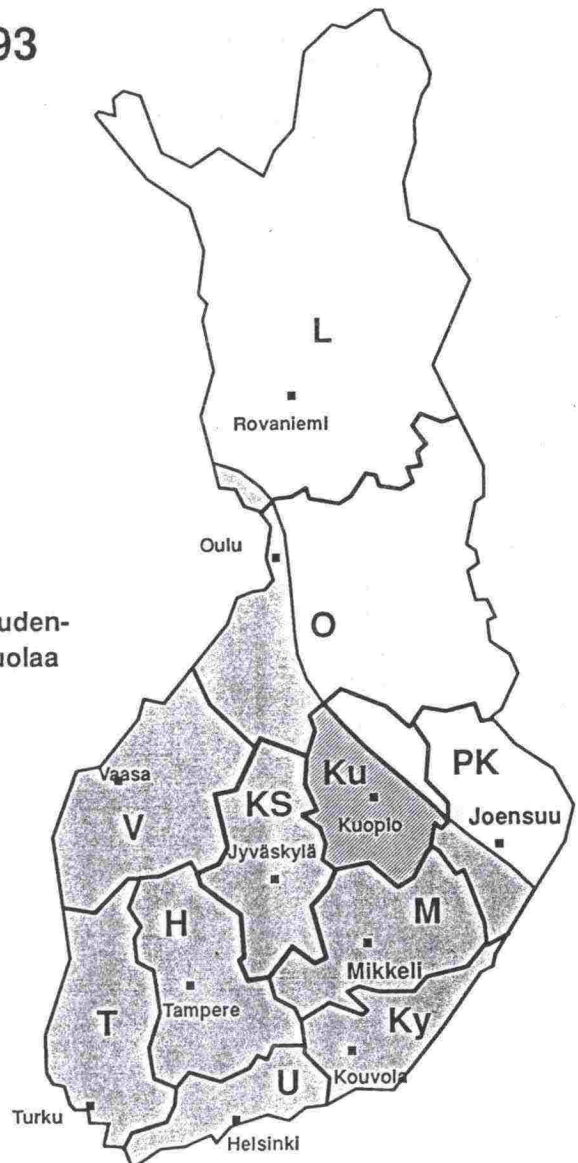 93
L
Rovaniemi
Oulu
uden-
uolaa
O
Ku
PK
Vaasa
KS
Kuopio
Joensuu
V
Jyväskylä
M
H
Mikkeli
Tampere
T
Ky
Kouvola
U
Turku
Helsinki